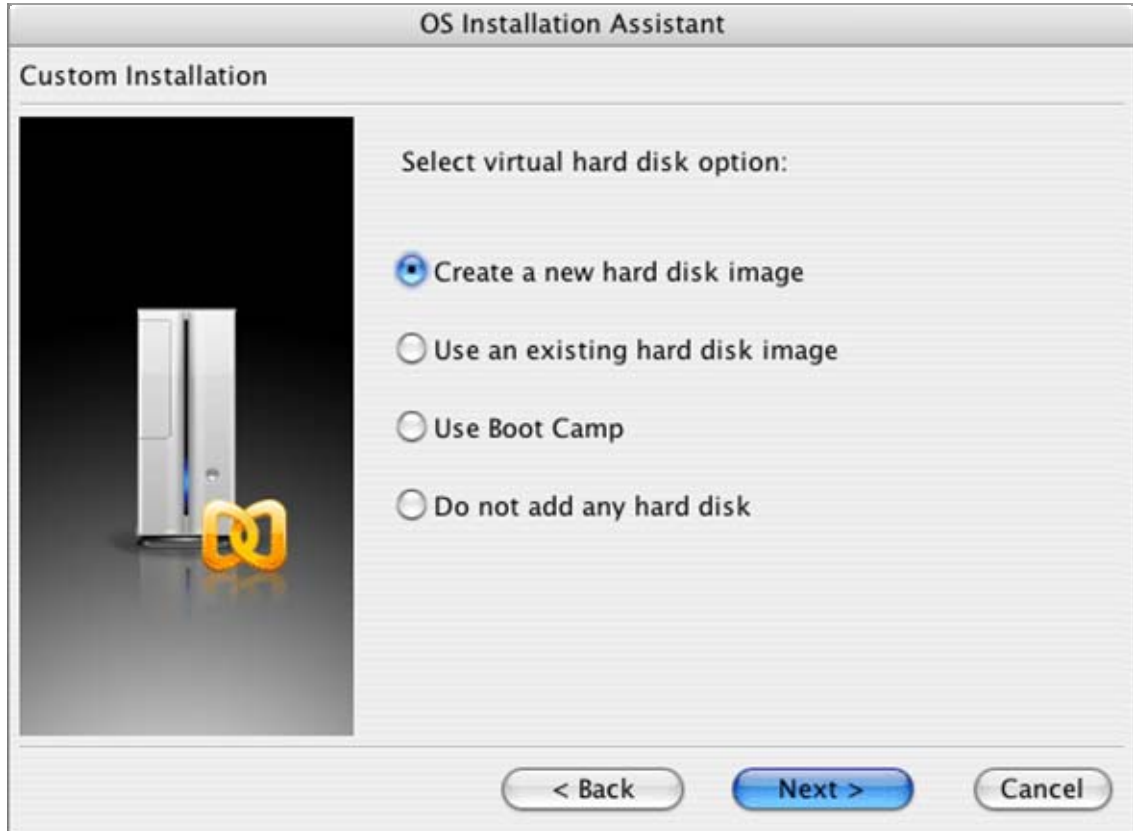 OS Installation Assistant
Custom Installation
Select virtual hard disk option:
Create a new hard disk image
Use an existing hard disk image
Use Boot Camp
Do not add any hard disk
< Back
Next >
Cancel